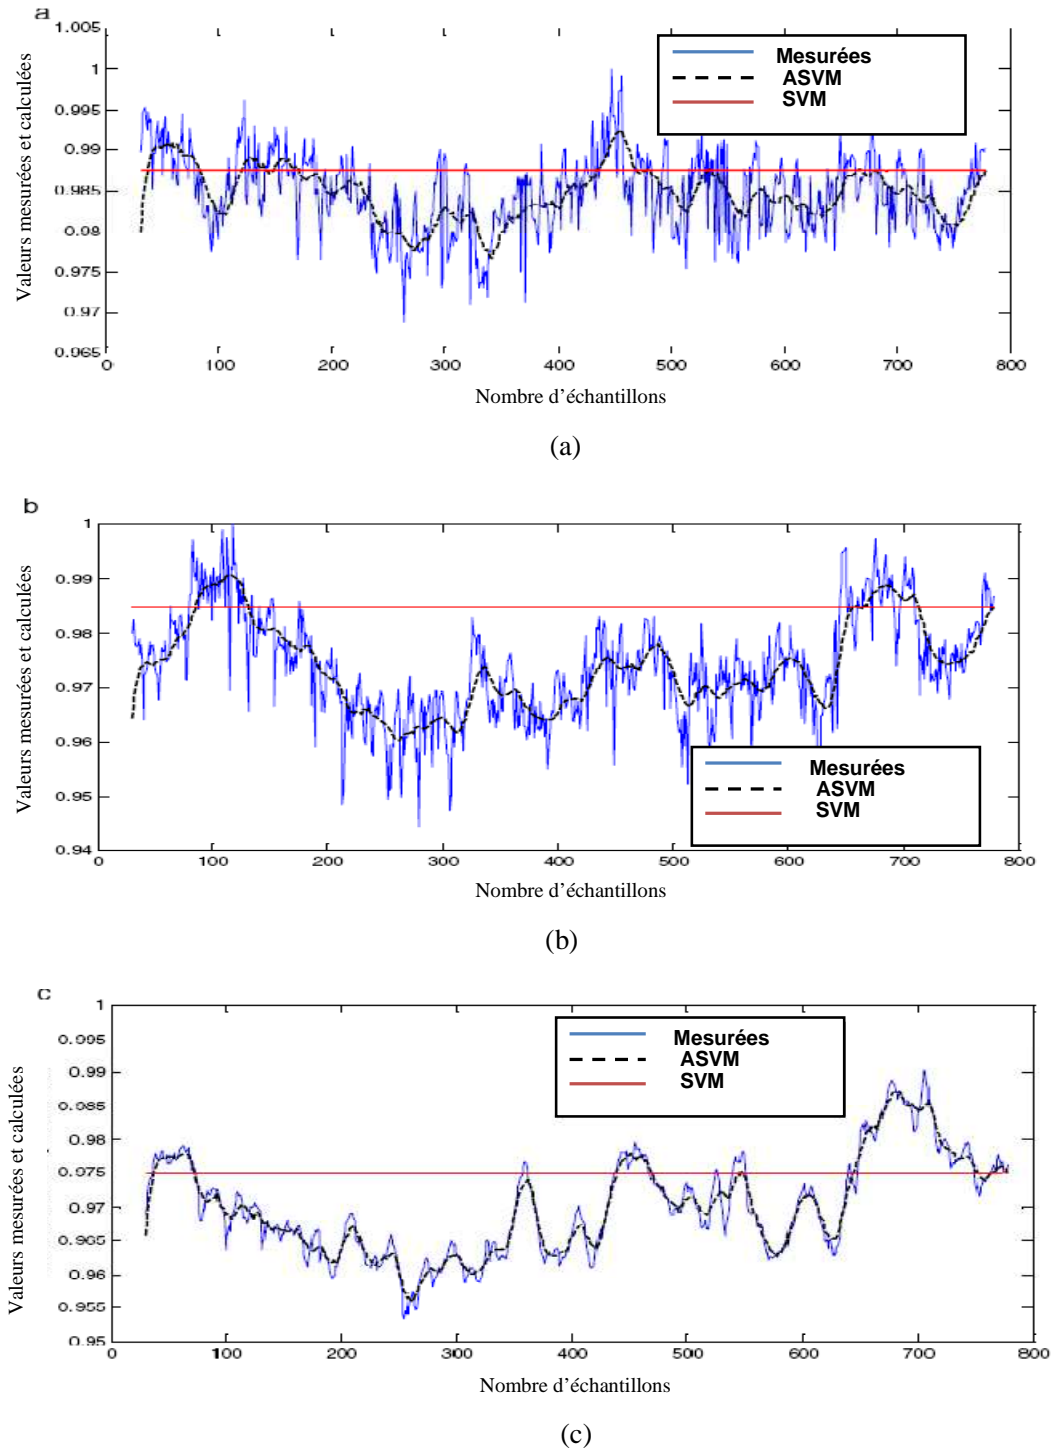 a
1.005
1
0.995
0.99
0.985
0.98
0.975
0.97
0.965
0 100 200 300 400 500 600 700 800
Valeurs mesurées et calculées
Mesurées
ASVM
SVM
Nombre d’échantillons
(a)
b
1
0.99
0.98
0.97
0.96
0.95
0.94
0 100 200 300 400 500 600 700 800
Valeurs mesurées et calculées
Mesurées
ASVM
SVM
Nombre d’échantillons
(b)
c
1
0.995
0.99
0.985
0.98
0.975
0.97
0.965
0.96
0.955
0.95
0 100 200 300 400 500 600 700 800
Valeurs mesurées et calculées
Mesurées
ASVM
SVM
Nombre d’échantillons
(c)